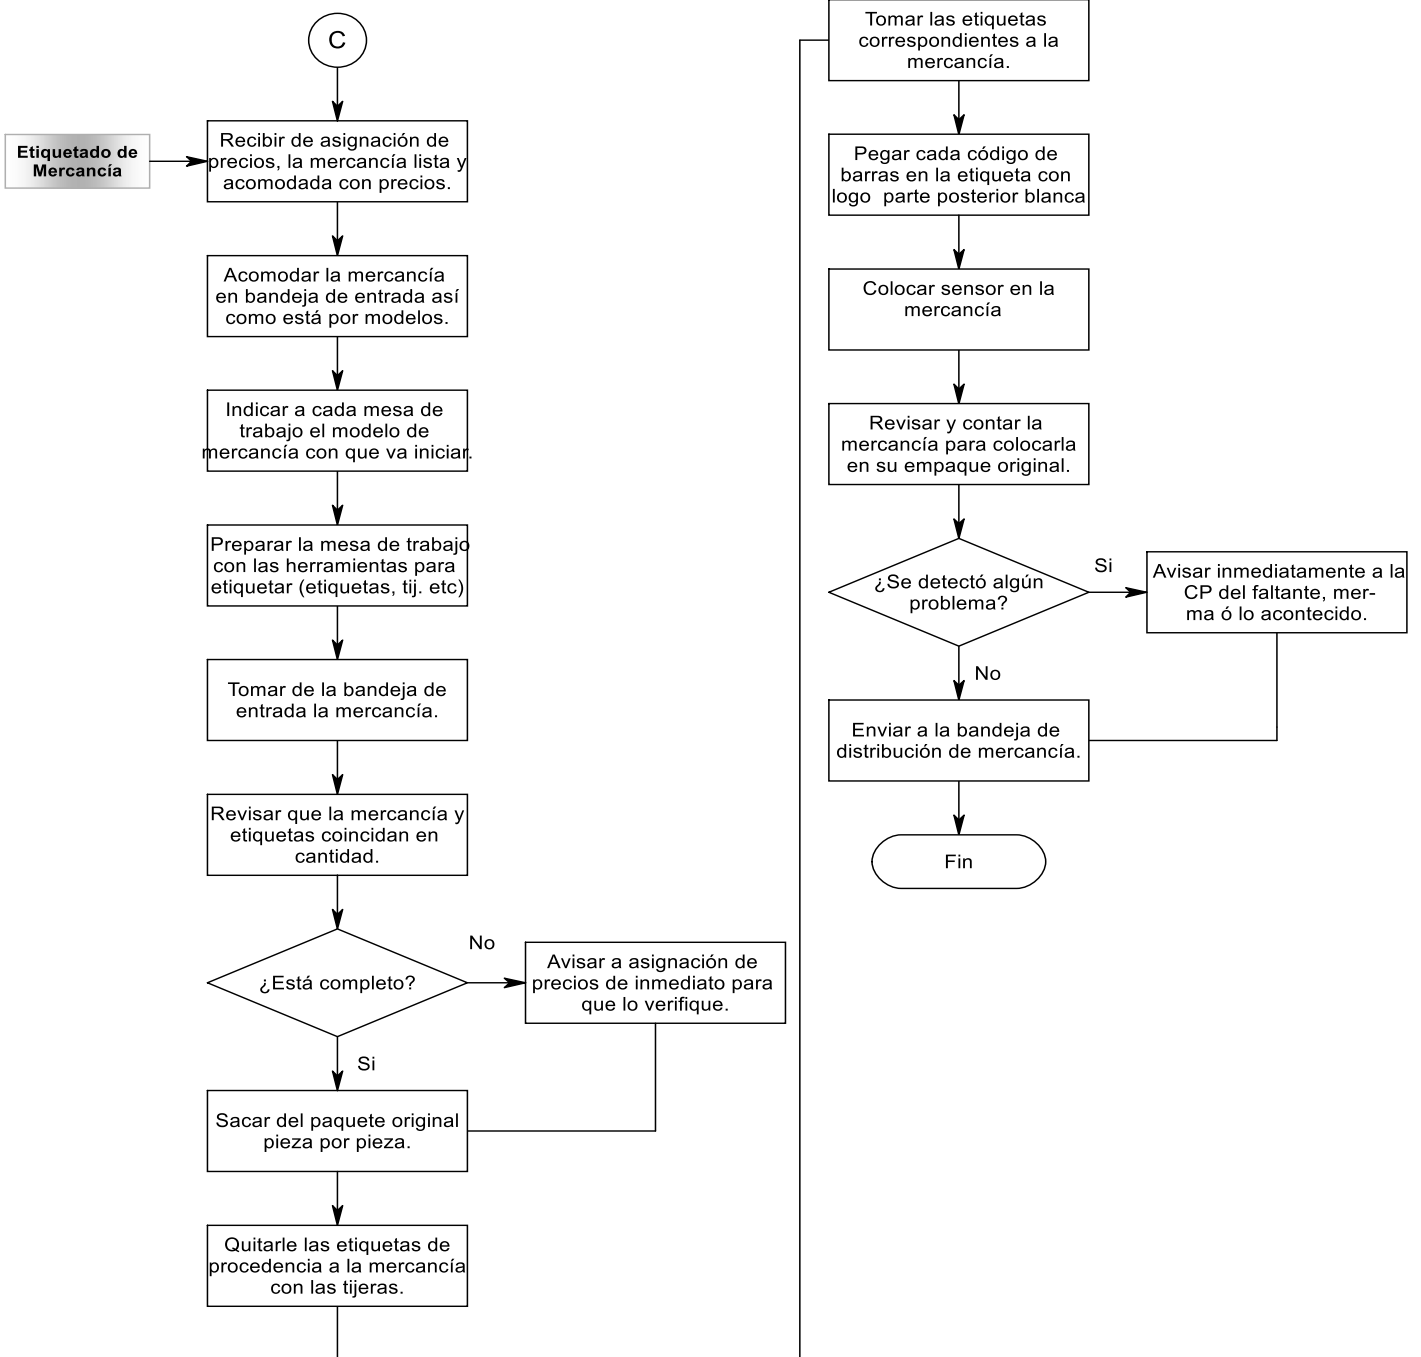 C
Etiquetado de
Mercancía
Recibir de asignación de
precios, la mercancía lista y
acomodada con precios.
Acomodar la mercancía
en bandeja de entrada así
como está por modelos.
Indicar a cada mesa de
trabajo el modelo de
mercancía con que va iniciar.
Preparar la mesa de trabajo
con las herramientas para
etiquetar (etiquetas, tij. etc)
Tomar de la bandeja de
entrada la mercancía.
Revisar que la mercancía y
etiquetas coincidan en
cantidad.
¿Está completo?
No
Avisar a asignación de
precios de inmediato para
que lo verifique.
Si
Sacar del paquete original
pieza por pieza.
Quitarle las etiquetas de
procedencia a la mercancía
con las tijeras.
Tomar las etiquetas
correspondientes a la
mercancía.
Pegar cada código de
barras en la etiqueta con
logo  parte posterior blanca
Colocar sensor en la
mercancía
Revisar y contar la
mercancía para colocarla
en su empaque original.
¿Se detectó algún
problema?
Si
Avisar inmediatamente a la
CP del faltante, mer-
ma ó lo acontecido.
No
Enviar a la bandeja de
distribución de mercancía.
Fin